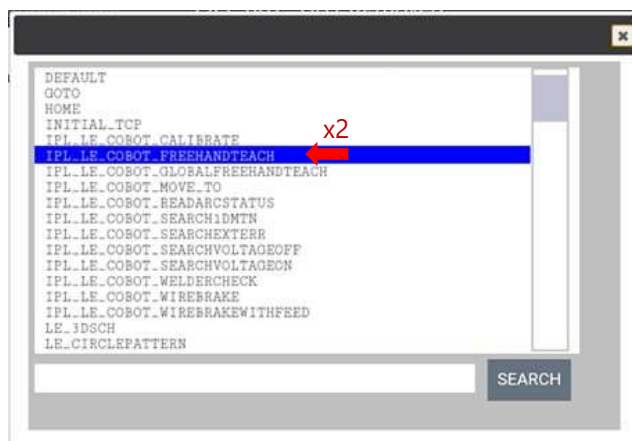 DEFAULT
GOTO
HOME
INITIAL_TCP
IPL_LE_COBOT_CALIBRATE
x2
IPL_LE_COBOT_FREEHANDTEACH
IPL_LE_COBOT_GLOBALFREEHANDTEACH
IPL_LE_COBOT_MOVE_TO
IPL_LE_COBOT_READARCSTATUS
IPL_LE_COBOT_SEARCH1DMTN
IPL_LE_COBOT_SEARCHEXTERR
IPL_LE_COBOT_SEARCHVOLTAGEOFF
IPL_LE_COBOT_SEARCHVOLTAGEON
IPL_LE_COBOT_WELDERCHECK
IPL_LE_COBOT_WIREBRAKE
IPL_LE_COBOT_WIREBRAKEWITHFEED
LE_3DSCH
LE_CIRCLEPATTERN
SEARCH